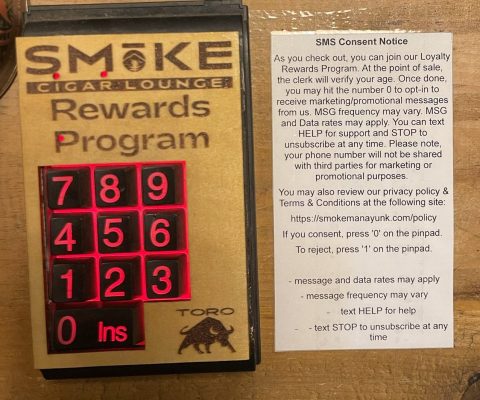 SMOKE
CIGAR LOUNGE
Rewards
Program
7 8 9
4 5 6
1 2 3
0 Ins
TORO
SMS Consent Notice
As you check out, you can join our Loyalty
Rewards Program. At the point of sale,
the clerk will verify your age. Once done,
you may hit the number 0 to opt-in to
receive marketing/promotional messages
from us. MSG frequency may vary. MSG
and Data rates may apply. You can text
HELP for support and STOP to
unsubscribe at any time. Please note,
your phone number will not be shared
with third parties for marketing or
promotional purposes.
You may also review our privacy policy &
Terms & Conditions at the following site:
https://smokemanayunk.com/policy
If you consent, press '0' on the pinpad.
To reject, press '1' on the pinpad.
- message and data rates may apply
- message frequency may vary
- text HELP for help
- - text STOP to unsubscribe at any
time